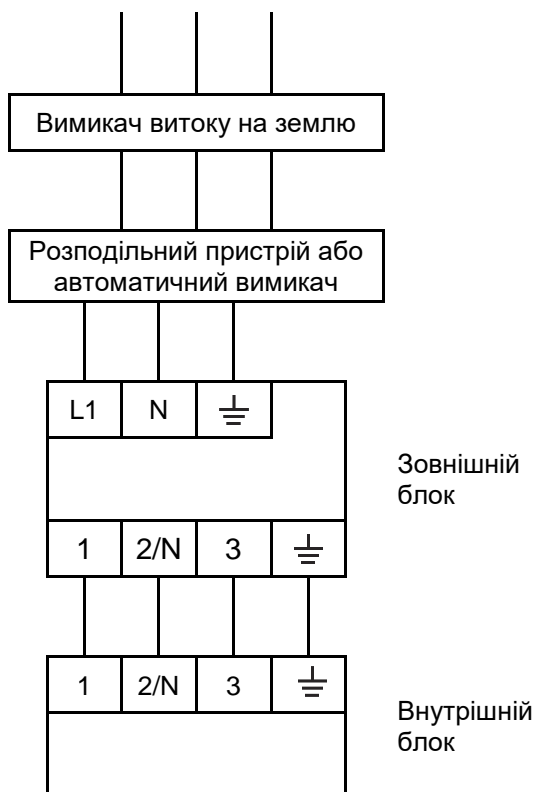 Вимикач витоку на землю
Розподільний пристрій або
автоматичний вимикач
L1 N
Зовнішній
блок
1 2/N 3
1 2/N 3
Внутрішній
блок